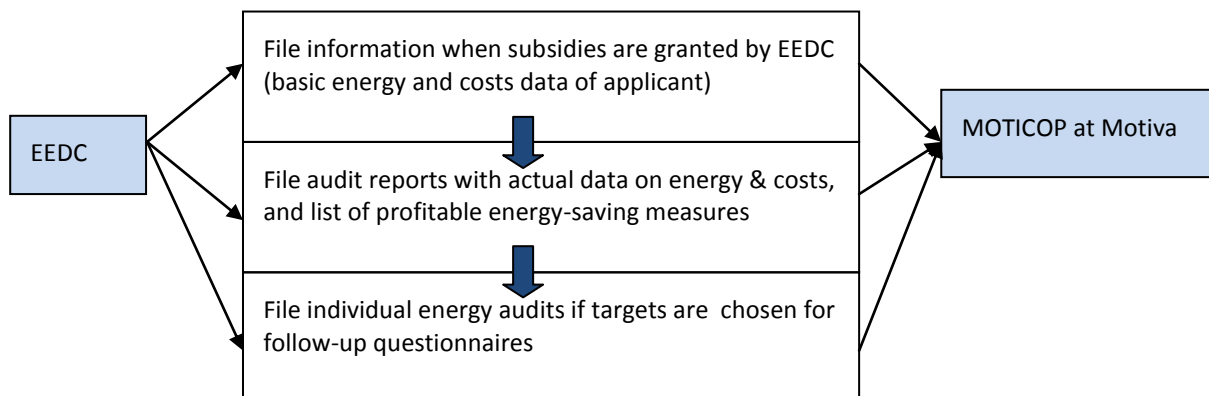 EEDC
File information when subsidies are granted by EEDC
(basic energy and costs data of applicant)
File audit reports with actual data on energy & costs,
and list of profitable energy-saving measures
File individual energy audits if targets are  chosen for
follow-up questionnaires
MOTICOP at Motiva